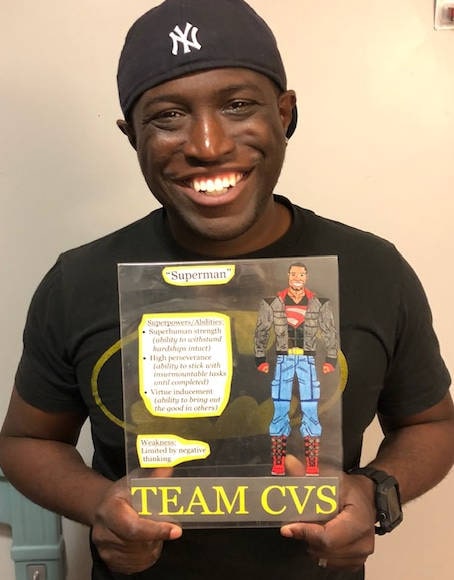 NY
"Superman"
Superpowers/Abilities:
• Superhuman strength
(ability to withstand
hardships intact)
• High perseverance
(ability to stick with
insurmountable tasks
until completed)
• Virtue inducement
(ability to bring out
the good in others)
Weakness:
Limited by negative
thinking
TEAM CVS